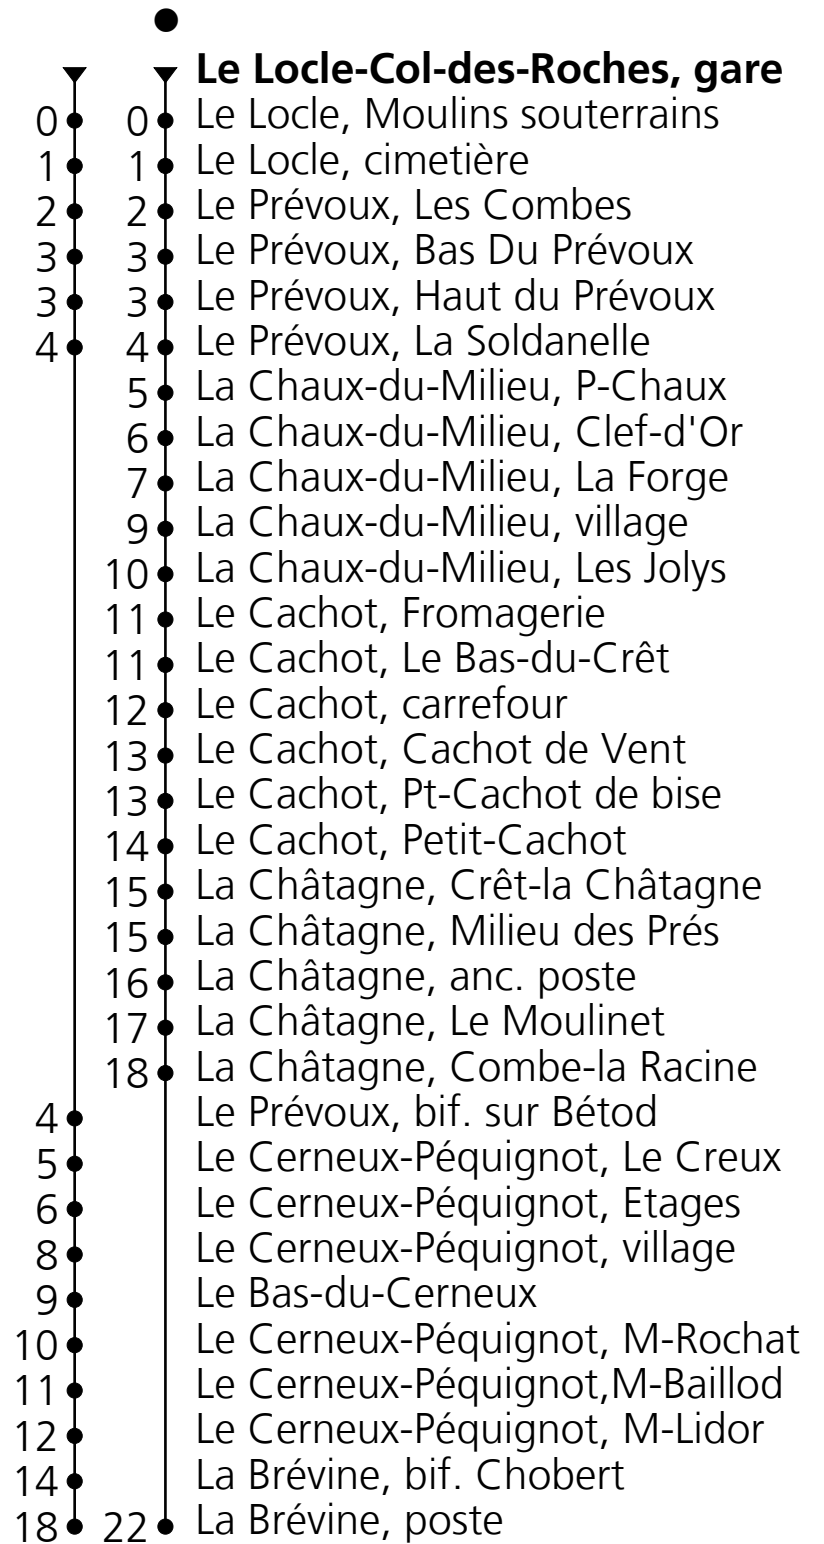 Le Locle-Col-des-Roches, gare
0 0 Le Locle, Moulins souterrains
1 1 Le Locle, cimetière
2 2 Le Prévoux, Les Combes
3 3 Le Prévoux, Bas Du Prévoux
3 3 Le Prévoux, Haut du Prévoux
4 4 Le Prévoux, La Soldanelle
5 La Chaux-du-Milieu, P-Chaux
6 La Chaux-du-Milieu, Clef-d'Or
7 La Chaux-du-Milieu, La Forge
9 La Chaux-du-Milieu, village
10 La Chaux-du-Milieu, Les Jolys
11 Le Cachot, Fromagerie
11 Le Cachot, Le Bas-du-Crêt
12 Le Cachot, carrefour
13 Le Cachot, Cachot de Vent
13 Le Cachot, Pt-Cachot de bise
14 Le Cachot, Petit-Cachot
15 La Châtagne, Crêt-la Châtagne
15 La Châtagne, Milieu des Prés
16 La Châtagne, anc. poste
17 La Châtagne, Le Moulinet
18 La Châtagne, Combe-la Racine
4 Le Prévoux, bif. sur Bétod
5 Le Cerneux-Péquignot, Le Creux
6 Le Cerneux-Péquignot, Etages
8 Le Cerneux-Péquignot, village
9 Le Bas-du-Cerneux
10 Le Cerneux-Péquignot, M-Rochat
11 Le Cerneux-Péquignot,M-Baillod
12 Le Cerneux-Péquignot, M-Lidor
14 La Brévine, bif. Chobert
18 22 La Brévine, poste